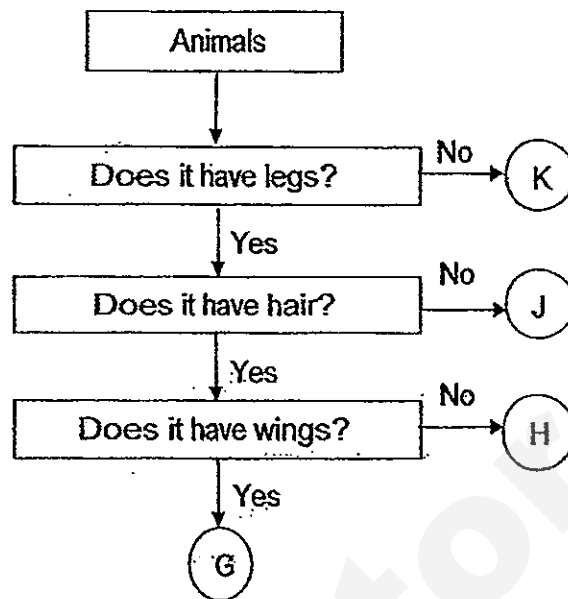 Animals
Does it have legs?
No
K
Yes
Does it have hair?
No
J
Yes
Does it have wings?
No
H
Yes
G